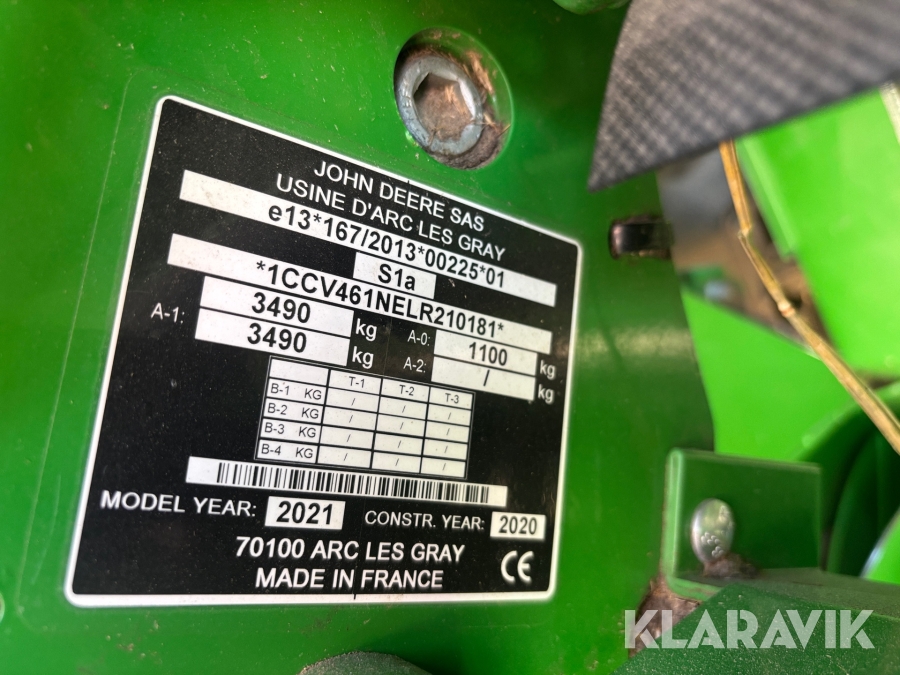 JOHN DEERE SAS
USINE D'ARC LES GRAY
e13*167/2013*00225*01
S1a
*1CCV461NELR210181*
3490 kg A-0: 1100 kg
A-1: 3490 kg A-2: / kg
T-1 T-2 T-3
B-1 KG / / /
B-2 KG / / /
B-3 KG / / /
B-4 KG / / /
MODEL YEAR: 2021 CONSTR. YEAR: 2020
70100 ARC LES GRAY
MADE IN FRANCE CE
KLARAVIK